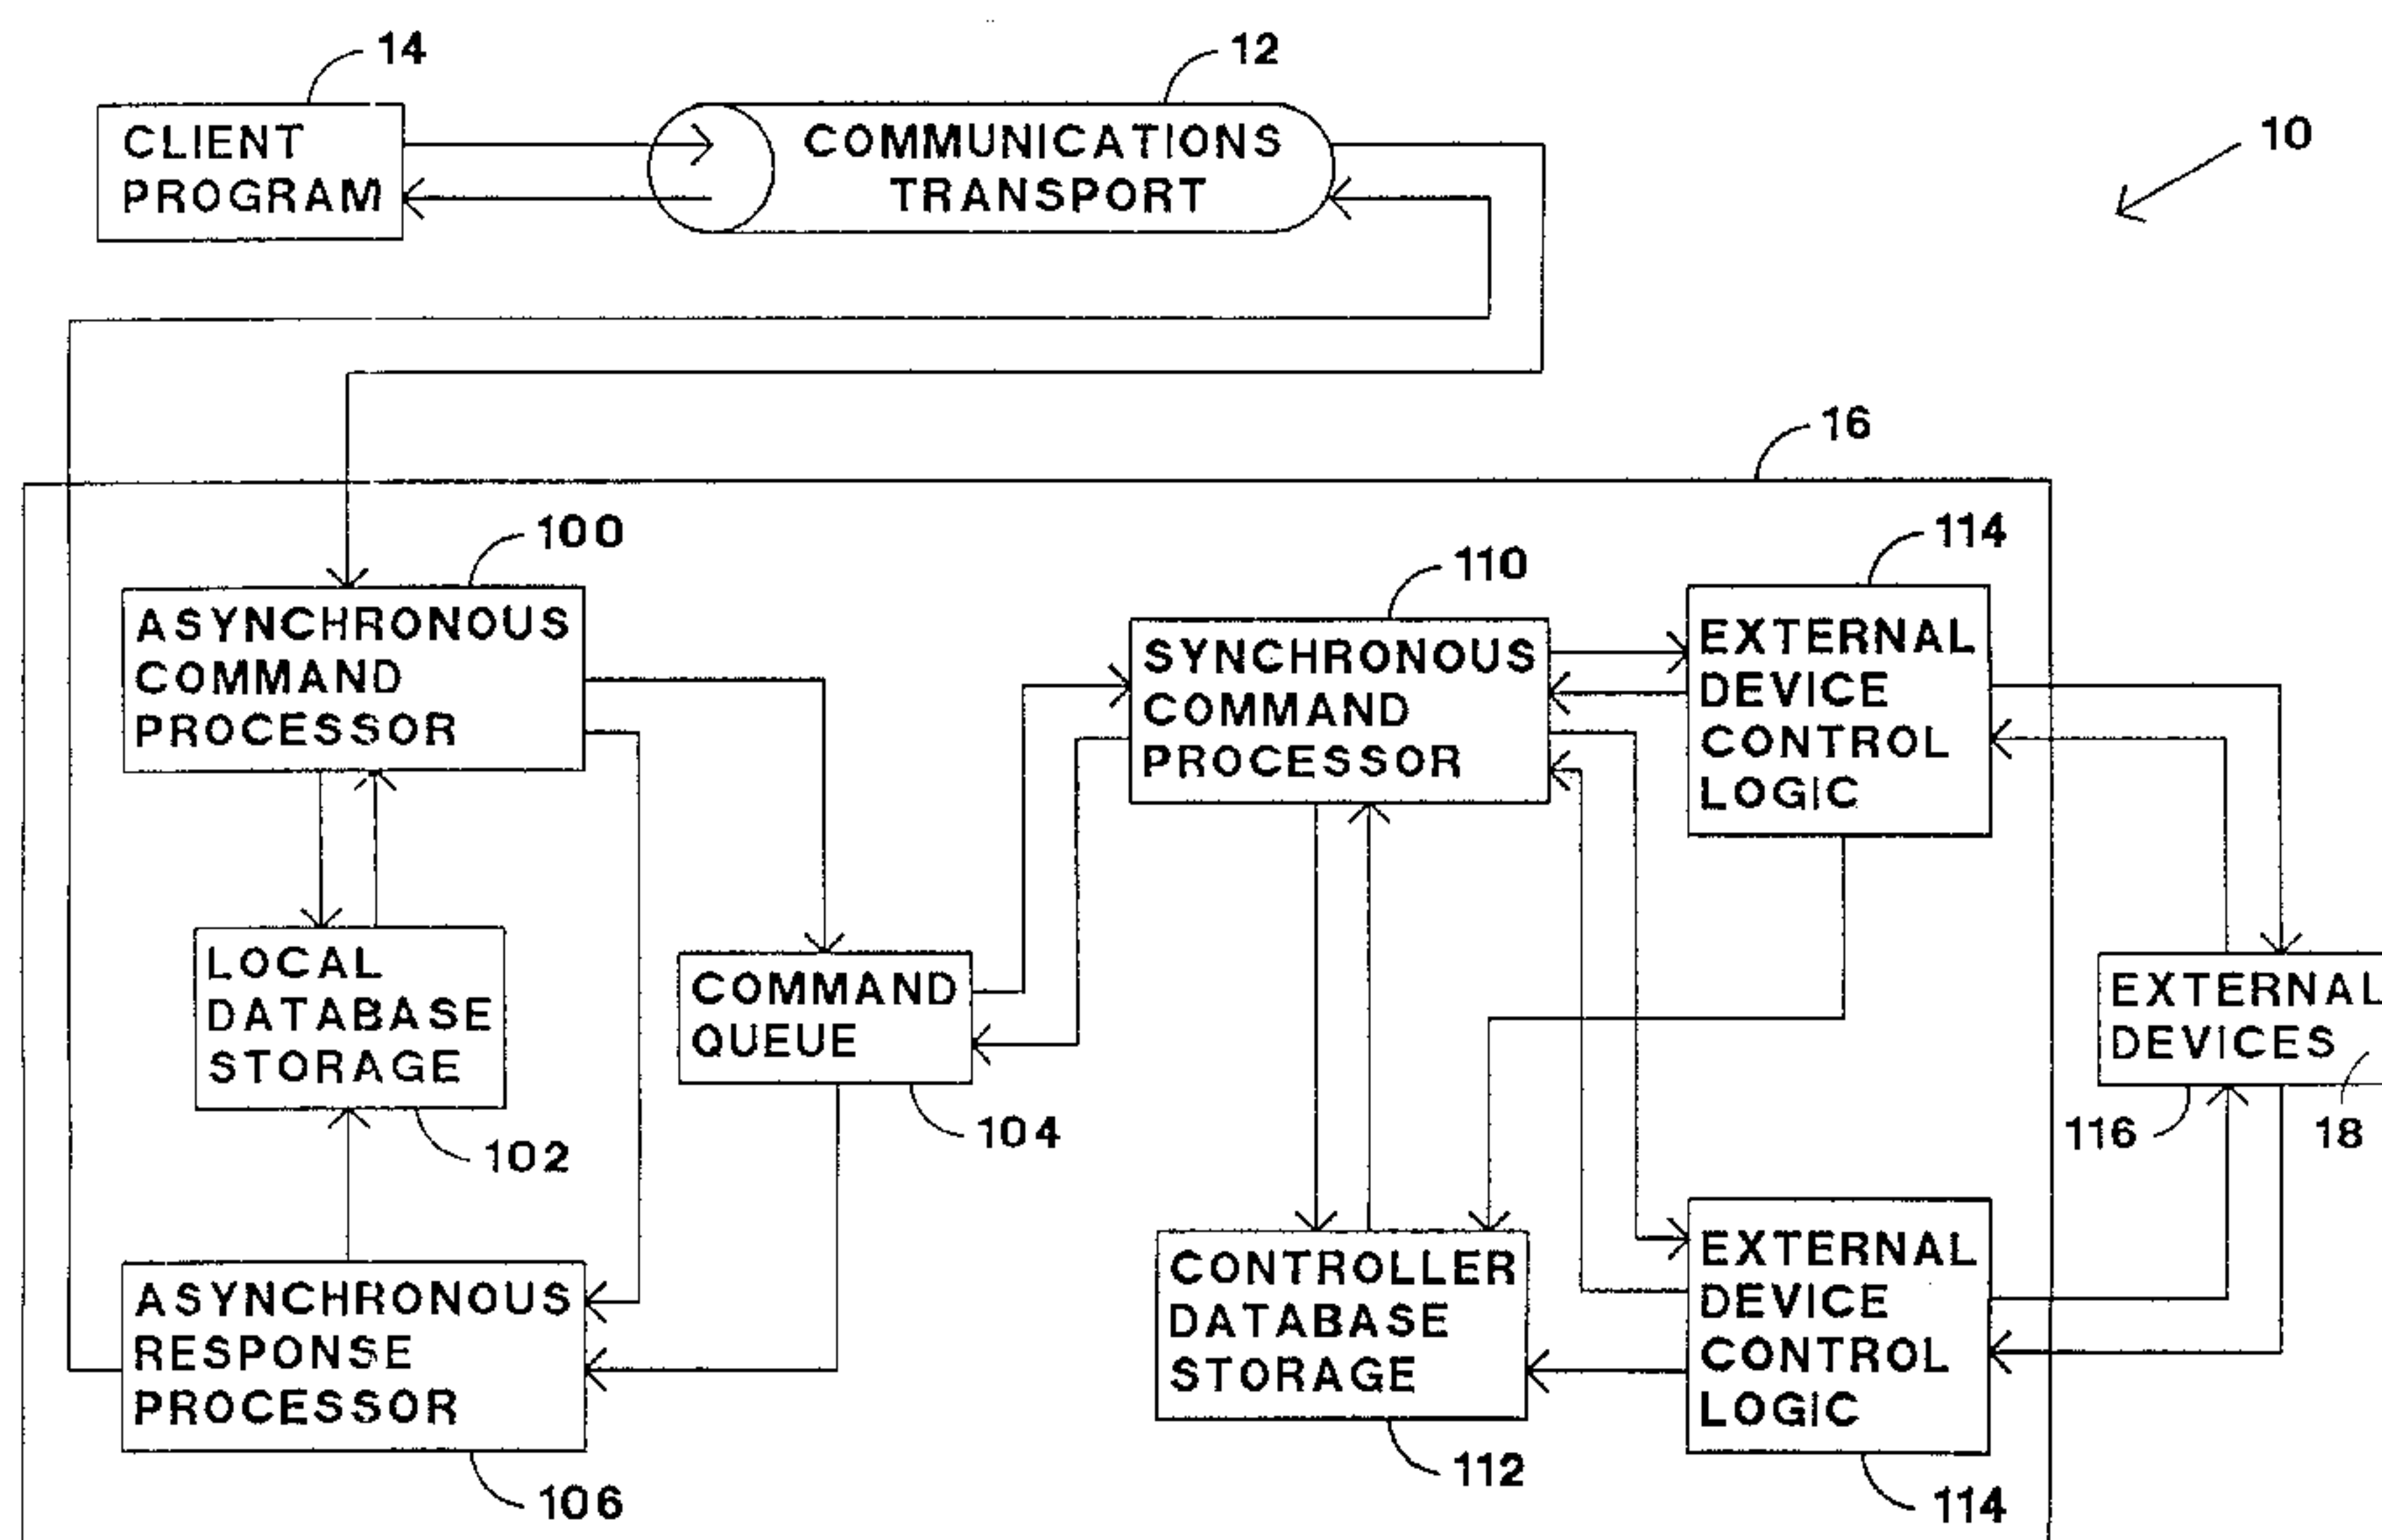 14
12
10
CLIENT
PROGRAM
COMMUNICATIONS
TRANSPORT
16
100
110
114
ASYNCHRONOUS
COMMAND
PROCESSOR
SYNCHRONOUS
COMMAND
PROCESSOR
EXTERNAL
DEVICE
CONTROL
LOGIC
LOCAL
DATABASE
STORAGE
102
COMMAND
QUEUE
104
EXTERNAL
DEVICES
116
18
ASYNCHRONOUS
RESPONSE
PROCESSOR
106
CONTROLLER
DATABASE
STORAGE
112
EXTERNAL
DEVICE
CONTROL
LOGIC
114